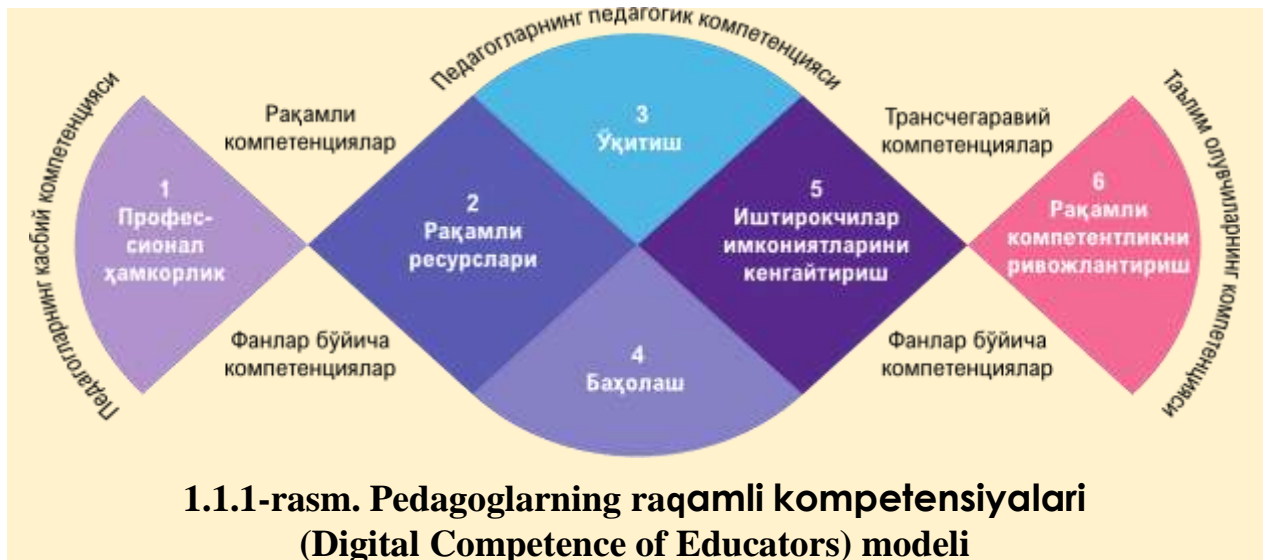 Педагогларнинг касбий компетенцияси
Рақамли
компетенциялар
Педагогларнинг педагогик компетенцияси
Трансчегаравий
компетенциялар
Таълим олувчиларнинг компетенцияси
1
Профес-
сионал
ҳамкорлик
2
Рақамли
ресурслари
3
Ўқитиш
4
Баҳолаш
5
Иштирокчилар
имкониятларини
кенгайтириш
6
Рақамли
компетентликни
ривожлантириш
Фанлар бўйича
компетенциялар
Фанлар бўйича
компетенциялар
1.1.1-rasm. Pedagoglarning raqamli kompetensiyalari
(Digital Competence of Educators) modeli